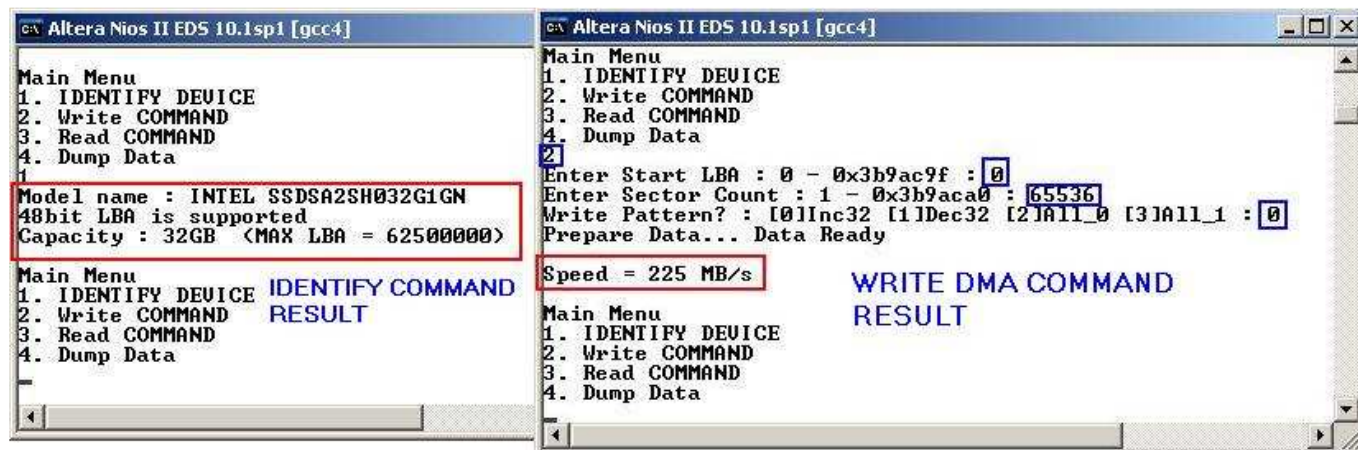 Altera Nios II EDS 10.1sp1 [gcc4]
Main Menu
1. IDENTIFY DEVICE
2. Write COMMAND
3. Read COMMAND
4. Dump Data
1
Model name : INTEL SSDSA2SH032G1GN
48bit LBA is supported
Capacity : 32GB (MAX LBA = 62500000)
Main Menu
1. IDENTIFY DEVICE
2. Write COMMAND
3. Read COMMAND
4. Dump Data
IDENTIFY COMMAND
RESULT
Altera Nios II EDS 10.1sp1 [gcc4]
Main Menu
1. IDENTIFY DEVICE
2. Write COMMAND
3. Read COMMAND
4. Dump Data
2
Enter Start LBA : 0 - 0x3b9ac9f : 0
Enter Sector Count : 1 - 0x3b9aca0 : 65536
Write Pattern? : [0]Inc32 [1]Dec32 [2]All_0 [3]All_1 : 0
Prepare Data... Data Ready
Speed = 225 MB/s
WRITE DMA COMMAND
RESULT
Main Menu
1. IDENTIFY DEVICE
2. Write COMMAND
3. Read COMMAND
4. Dump Data